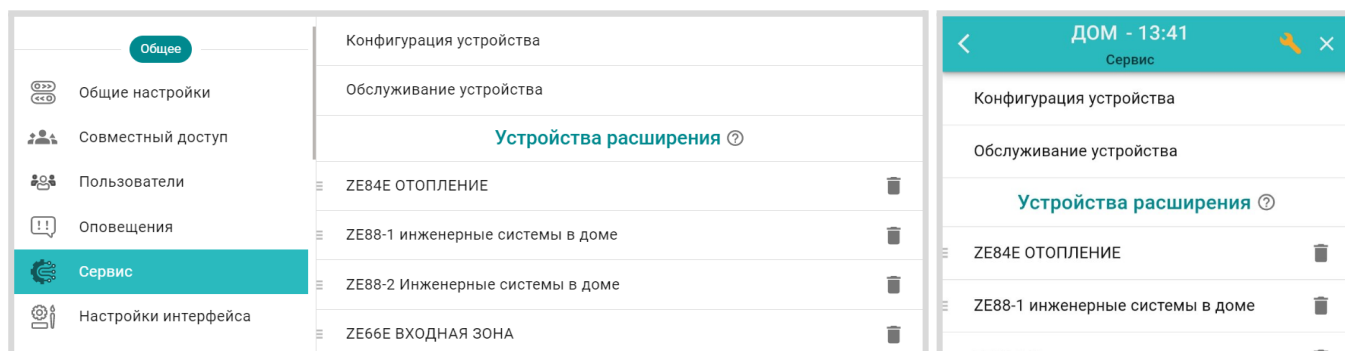 Общее
Общие настройки
Совместный доступ
Пользователи
Оповещения
Сервис
Настройки интерфейса
Конфигурация устройства
Обслуживание устройства
Устройства расширения ?
ZE84E ОТОПЛЕНИЕ
ZE88-1 инженерные системы в доме
ZE88-2 Инженерные системы в доме
ZE66E ВХОДНАЯ ЗОНА
ДОМ - 13:41
Сервис
Конфигурация устройства
Обслуживание устройства
Устройства расширения ?
ZE84E ОТОПЛЕНИЕ
ZE88-1 инженерные системы в доме